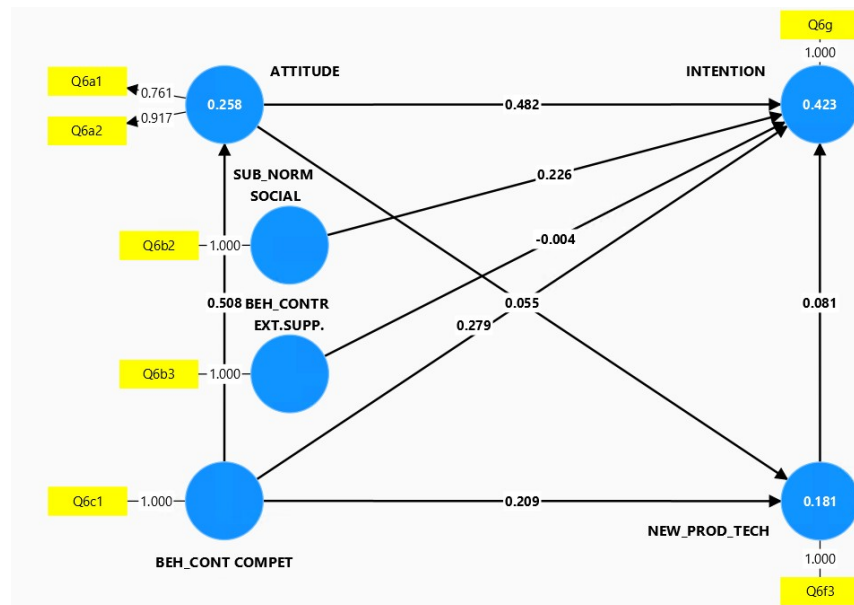 Q6g
1.000
ATTITUDE
INTENTION
Q6a1
0.761
0.258
0.482
0.423
0.917
Q6a2
SUB_NORM
SOCIAL
0.226
Q6b2
1.000
-0.004
0.508
BEH_CONTR
0.055
0.081
EXT.SUPP.
0.279
Q6b3
1.000
Q6c1
1.000
0.209
0.181
NEW_PROD_TECH
BEH_CONT COMPET
1.000
Q6f3